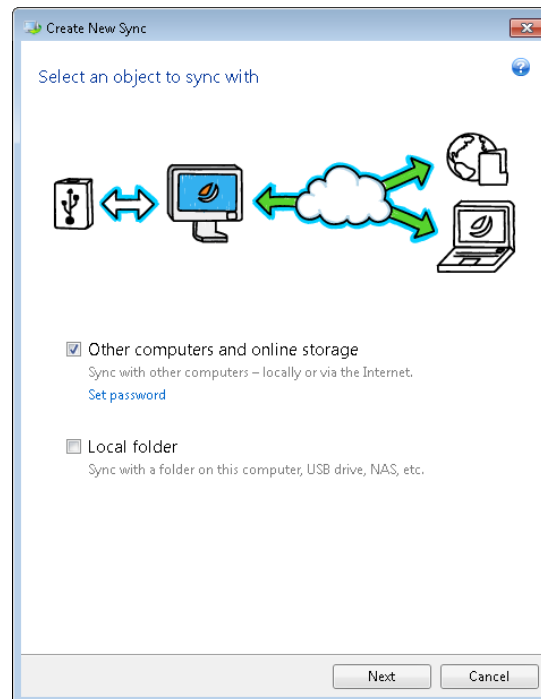 Create New Sync
Select an object to sync with
Other computers and online storage
Sync with other computers – locally or via the Internet.
Set password
Local folder
Sync with a folder on this computer, USB drive, NAS, etc.
Next
Cancel